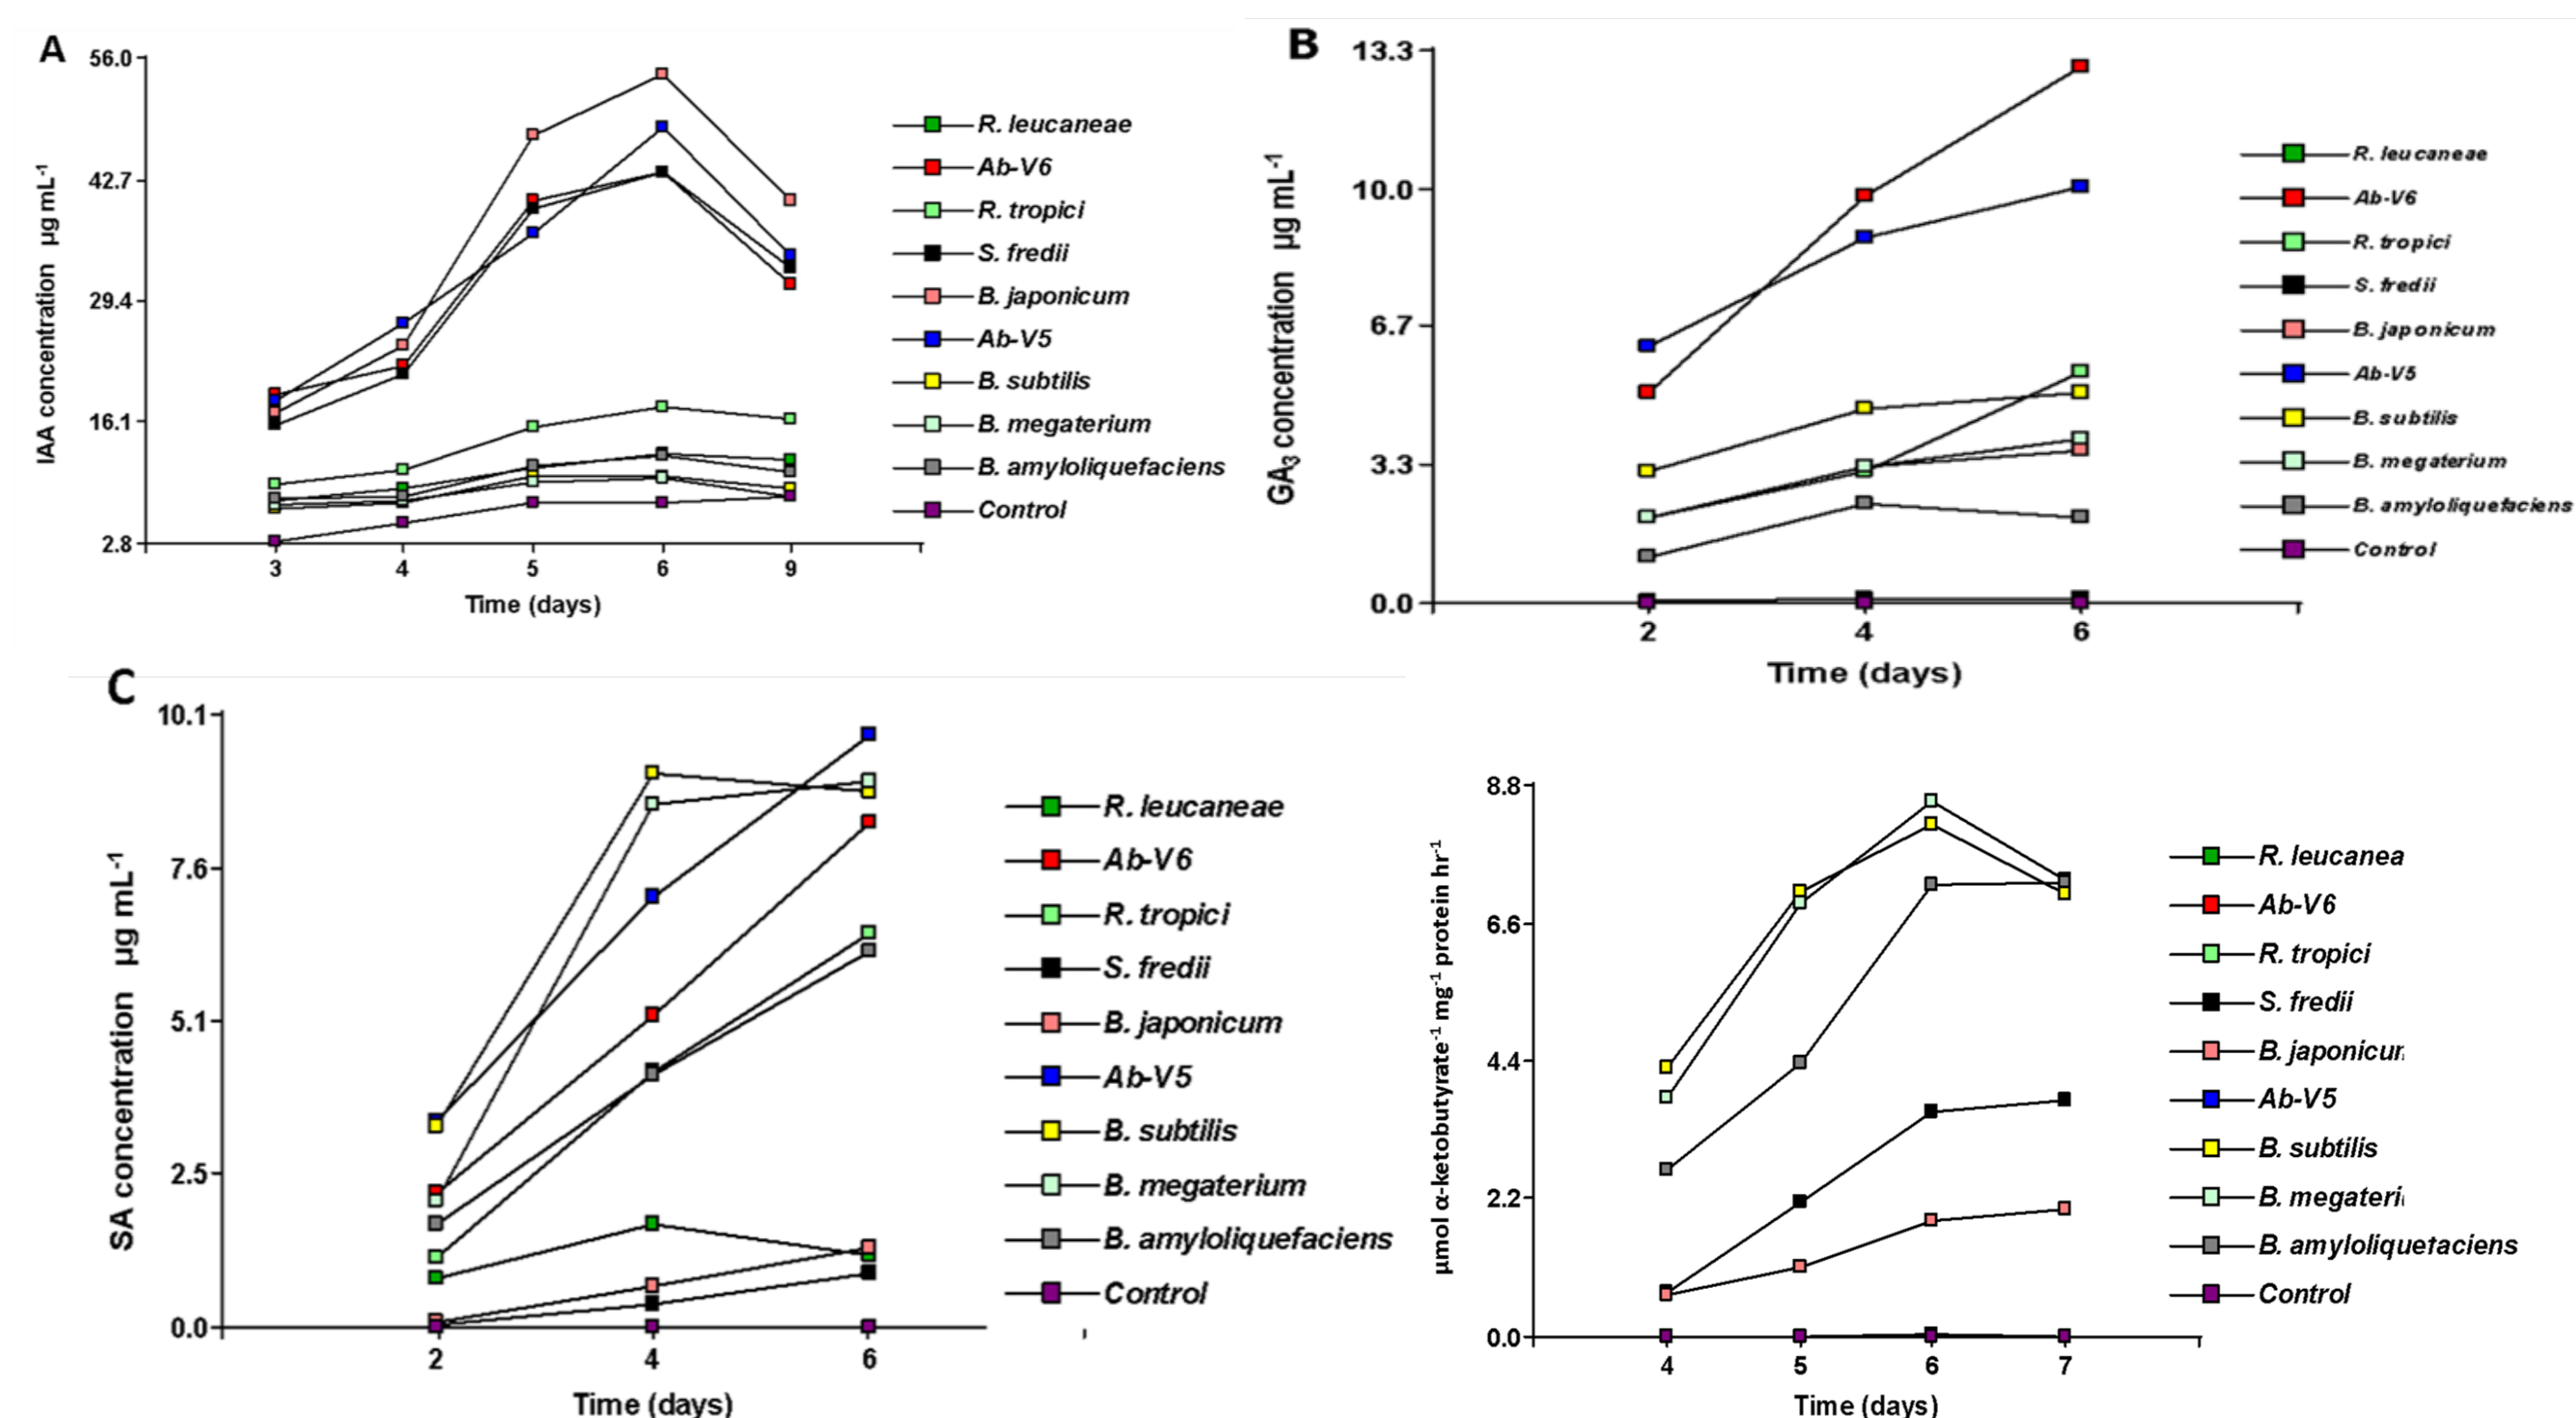 A
56.0
42.7
29.4
16.1
2.8
IAA concentration µg mL-1
3 4 5 6 9
Time (days)
R. leucaneae
Ab-V6
R. tropici
S. fredii
B. japonicum
Ab-V5
B. subtilis
B. megaterium
B. amyloliquefaciens
Control
B
13.3
10.0
6.7
3.3
0.0
GA3 concentration µg mL-1
2 4 6
Time (days)
R. leucaneae
Ab-V6
R. tropici
S. fredii
B. japonicum
Ab-V5
B. subtilis
B. megaterium
B. amyloliquefaciens
Control
C
10.1
7.6
5.1
2.5
0.0
SA concentration µg mL-1
2 4 6
Time (days)
R. leucaneae
Ab-V6
R. tropici
S. fredii
B. japonicum
Ab-V5
B. subtilis
B. megaterium
B. amyloliquefaciens
Control
8.8
6.6
4.4
2.2
0.0
µmol α-ketobutyrate-1 mg-1 protein hr-1
4 5 6 7
Time (days)
R. leucanea
Ab-V6
R. tropici
S. fredii
B. japonicur
Ab-V5
B. subtilis
B. megateri
B. amyloliquefaciens
Control